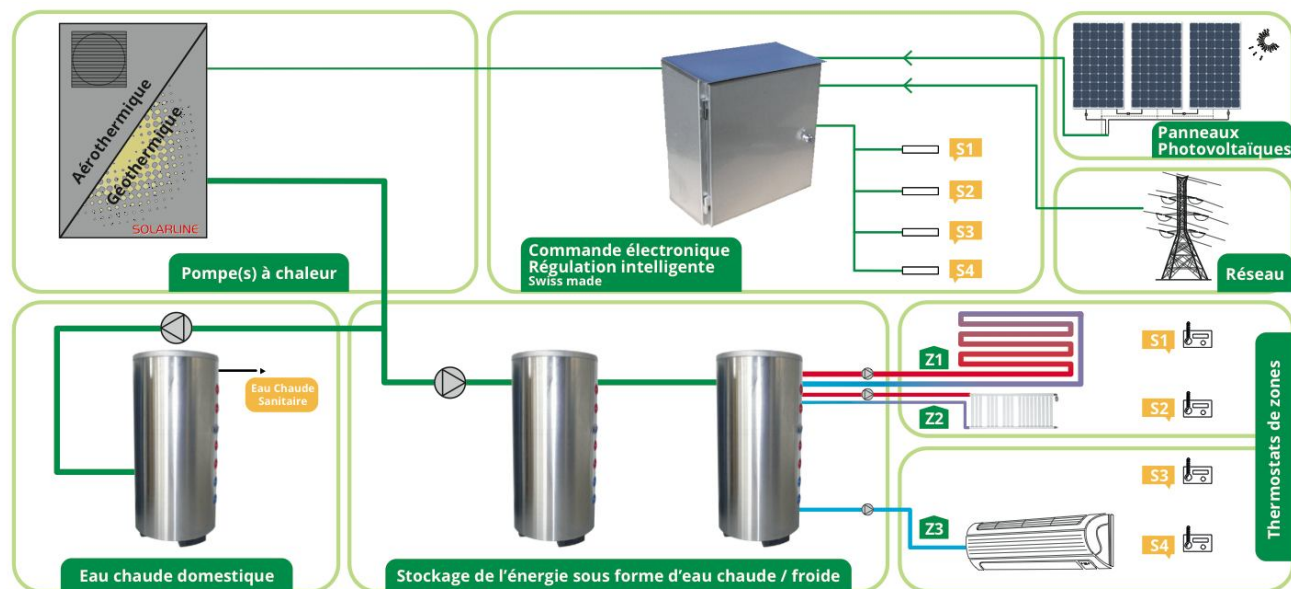 Aérothermique
Géothermique
SOLARLINE
Pompe(s) à chaleur
Commande électronique
Régulation intelligente
Swiss made
S1
S2
S3
S4
Panneaux
Photovoltaïques
Réseau
Eau Chaude
Sanitaire
Eau chaude domestique
Stockage de l’énergie sous forme d’eau chaude / froide
Z1
Z2
Z3
S1
S2
S3
S4
Thermostats de zones